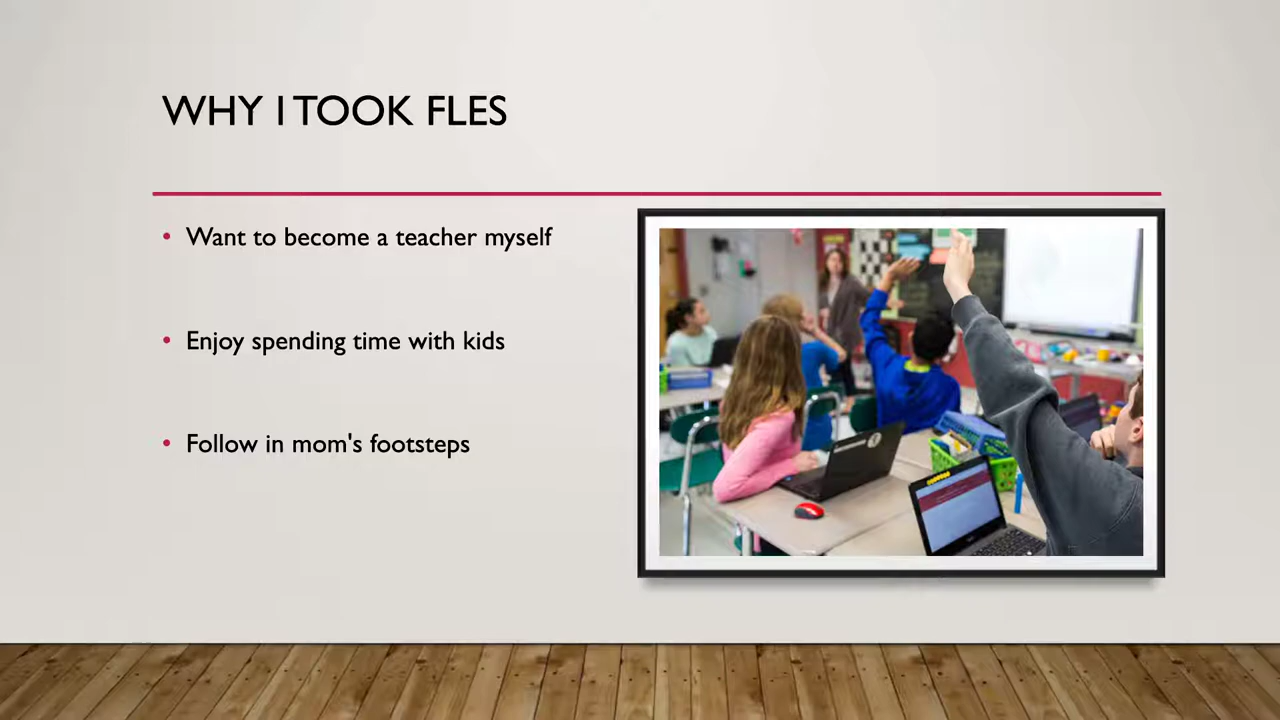 WHY I TOOK FLES
• Want to become a teacher myself
• Enjoy spending time with kids
• Follow in mom's footsteps